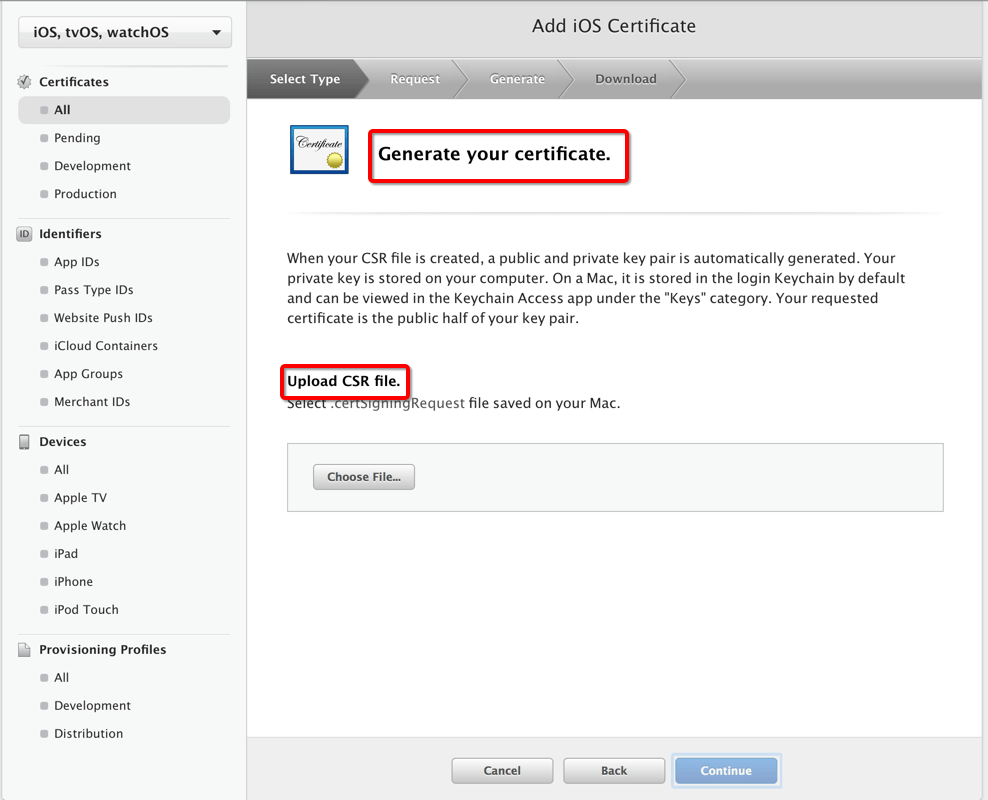 iOS, tvOS, watchOS
Certificates
All
Pending
Development
Production
ID Identifiers
App IDs
Pass Type IDs
Website Push IDs
iCloud Containers
App Groups
Merchant IDs
Devices
All
Apple TV
Apple Watch
iPad
iPhone
iPod Touch
Provisioning Profiles
All
Development
Distribution
Add iOS Certificate
Select Type Request Generate Download
Certificate
Generate your certificate.
When your CSR file is created, a public and private key pair is automatically generated. Your
private key is stored on your computer. On a Mac, it is stored in the login Keychain by default
and can be viewed in the Keychain Access app under the "Keys" category. Your requested
certificate is the public half of your key pair.
Upload CSR file.
Select .certSigningRequest file saved on your Mac.
Choose File...
Cancel Back Continue